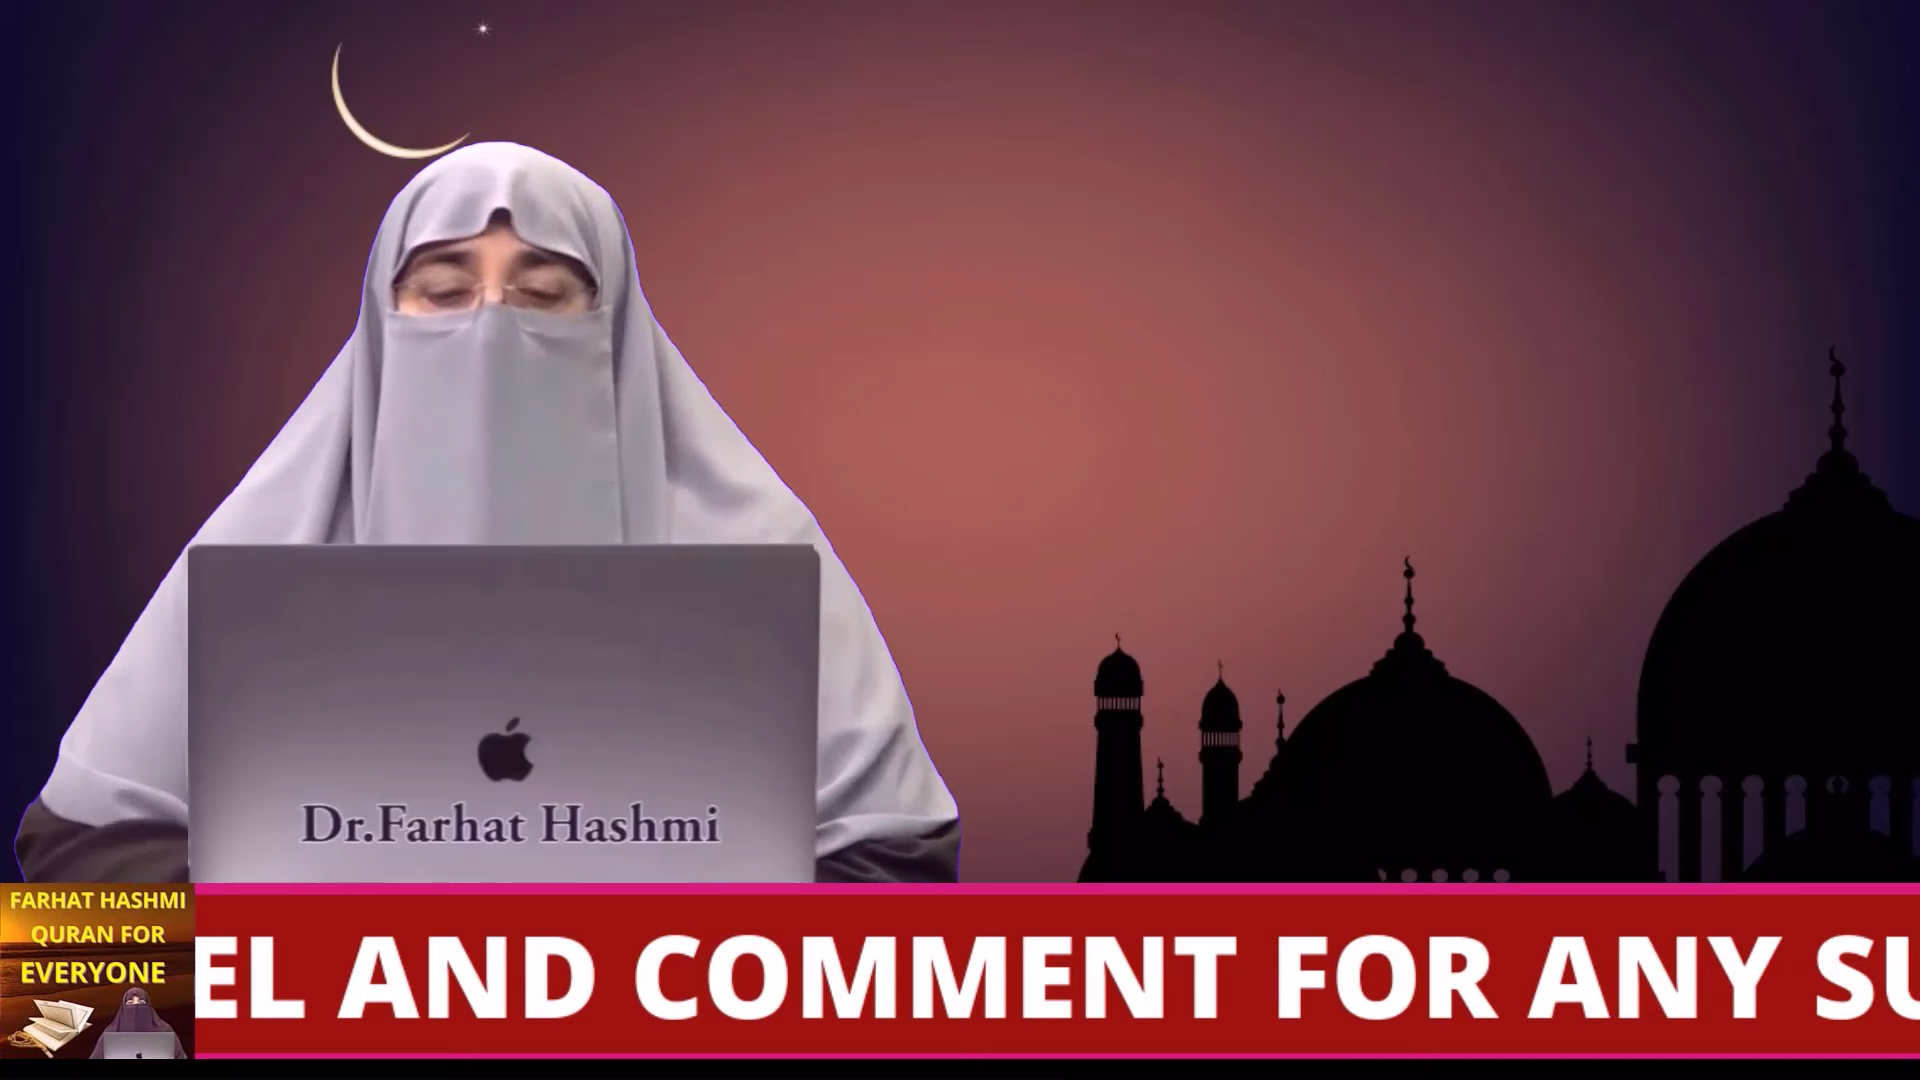 Dr.Farhat Hashmi
FARHAT HASHMI
QURAN FOR
EVERYONE
EL AND COMMENT FOR ANY SU